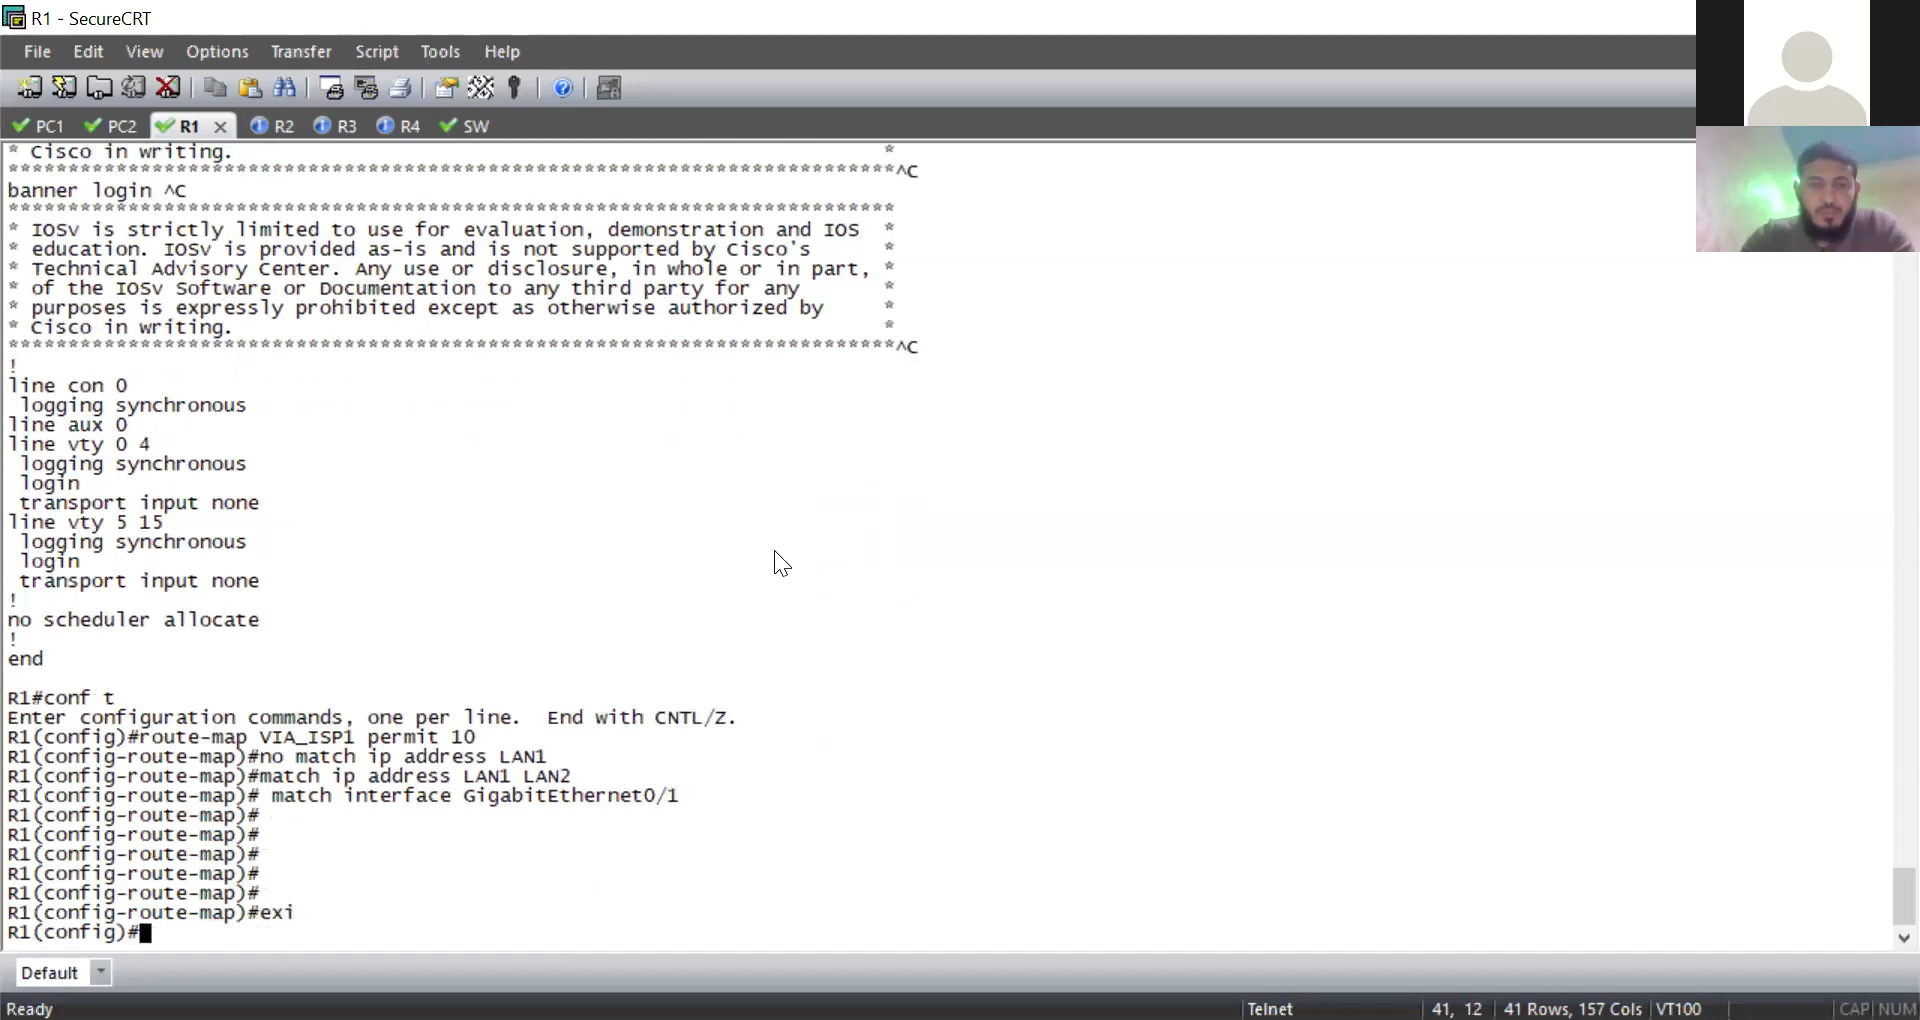 R1 - SecureCRT
File Edit View Options Transfer Script Tools Help
PC1 PC2 R1 R2 R3 R4 SW
* Cisco in writing. *
**************************************************************************^C
banner login ^C
**************************************************************************
* IOSv is strictly limited to use for evaluation, demonstration and IOS *
* education. IOSv is provided as-is and is not supported by Cisco's *
* Technical Advisory Center. Any use or disclosure, in whole or in part, *
* of the IOSv Software or Documentation to any third party for any *
* purposes is expressly prohibited except as otherwise authorized by *
* Cisco in writing. *
**************************************************************************^C
!
line con 0
logging synchronous
line aux 0
line vty 0 4
logging synchronous
login
transport input none
line vty 5 15
logging synchronous
login
transport input none
!
no scheduler allocate
!
end
R1#conf t
Enter configuration commands, one per line. End with CNTL/Z.
R1(config)#route-map VIA_ISP1 permit 10
R1(config-route-map)#no match ip address LAN1
R1(config-route-map)#match ip address LAN1 LAN2
R1(config-route-map)# match interface GigabitEthernet0/1
R1(config-route-map)#
R1(config-route-map)#
R1(config-route-map)#
R1(config-route-map)#
R1(config-route-map)#
R1(config-route-map)#exi
R1(config)#
Default
Ready Telnet 41, 12 41 Rows, 157 Cols VT100 CAP NUM